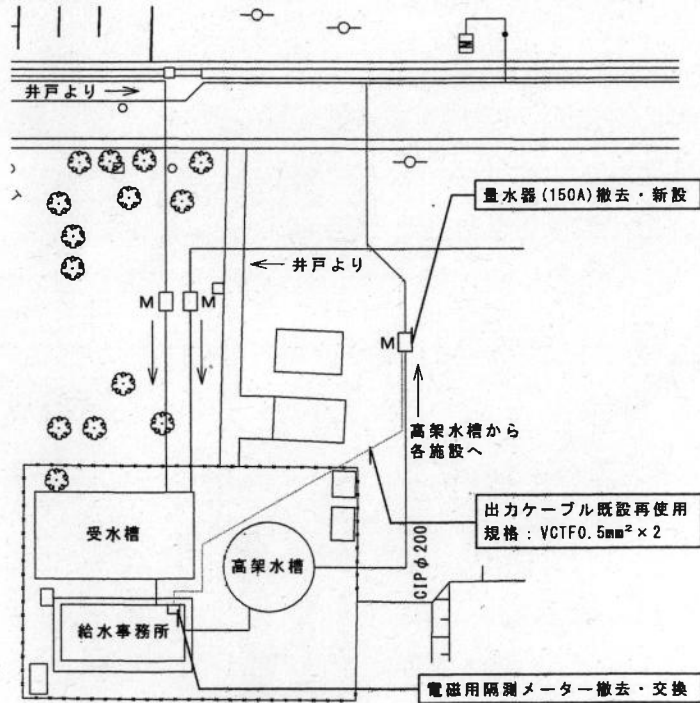 N
井戸より
量水器(150A)撤去・新設
井戸より
M
M
M
高架水槽から
各施設へ
出力ケーブル既設再使用
規格：VCTF0.5mm²×2
受水槽
高架水槽
CIPφ200
給水事務所
電磁用隔測メーター撤去・交換